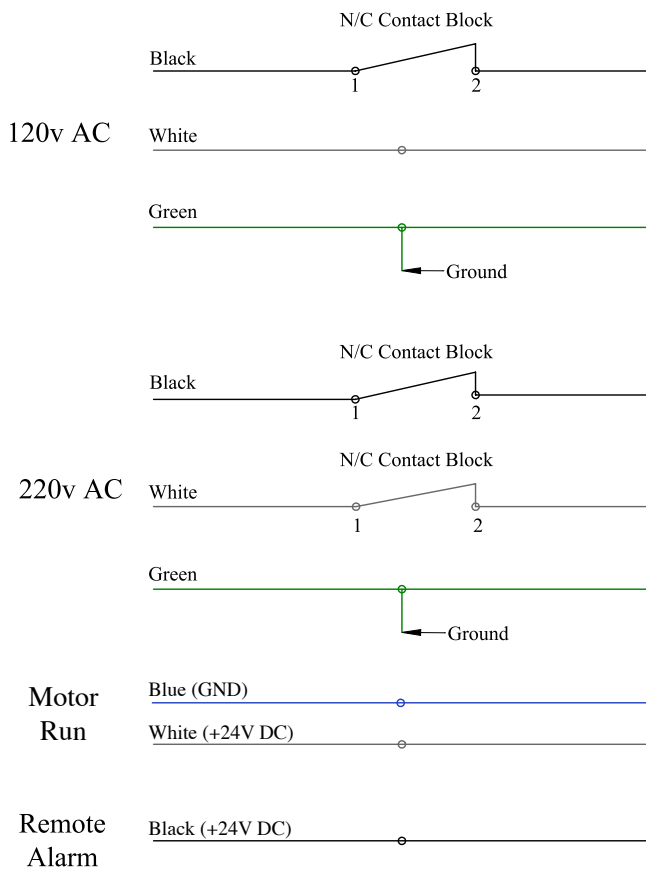 N/C Contact Block
Black
1
2
120v AC
White
Green
Ground
N/C Contact Block
Black
1
2
N/C Contact Block
220v AC
White
1
2
Green
Ground
Motor
Run
Blue (GND)
White (+24V DC)
Remote
Alarm
Black (+24V DC)